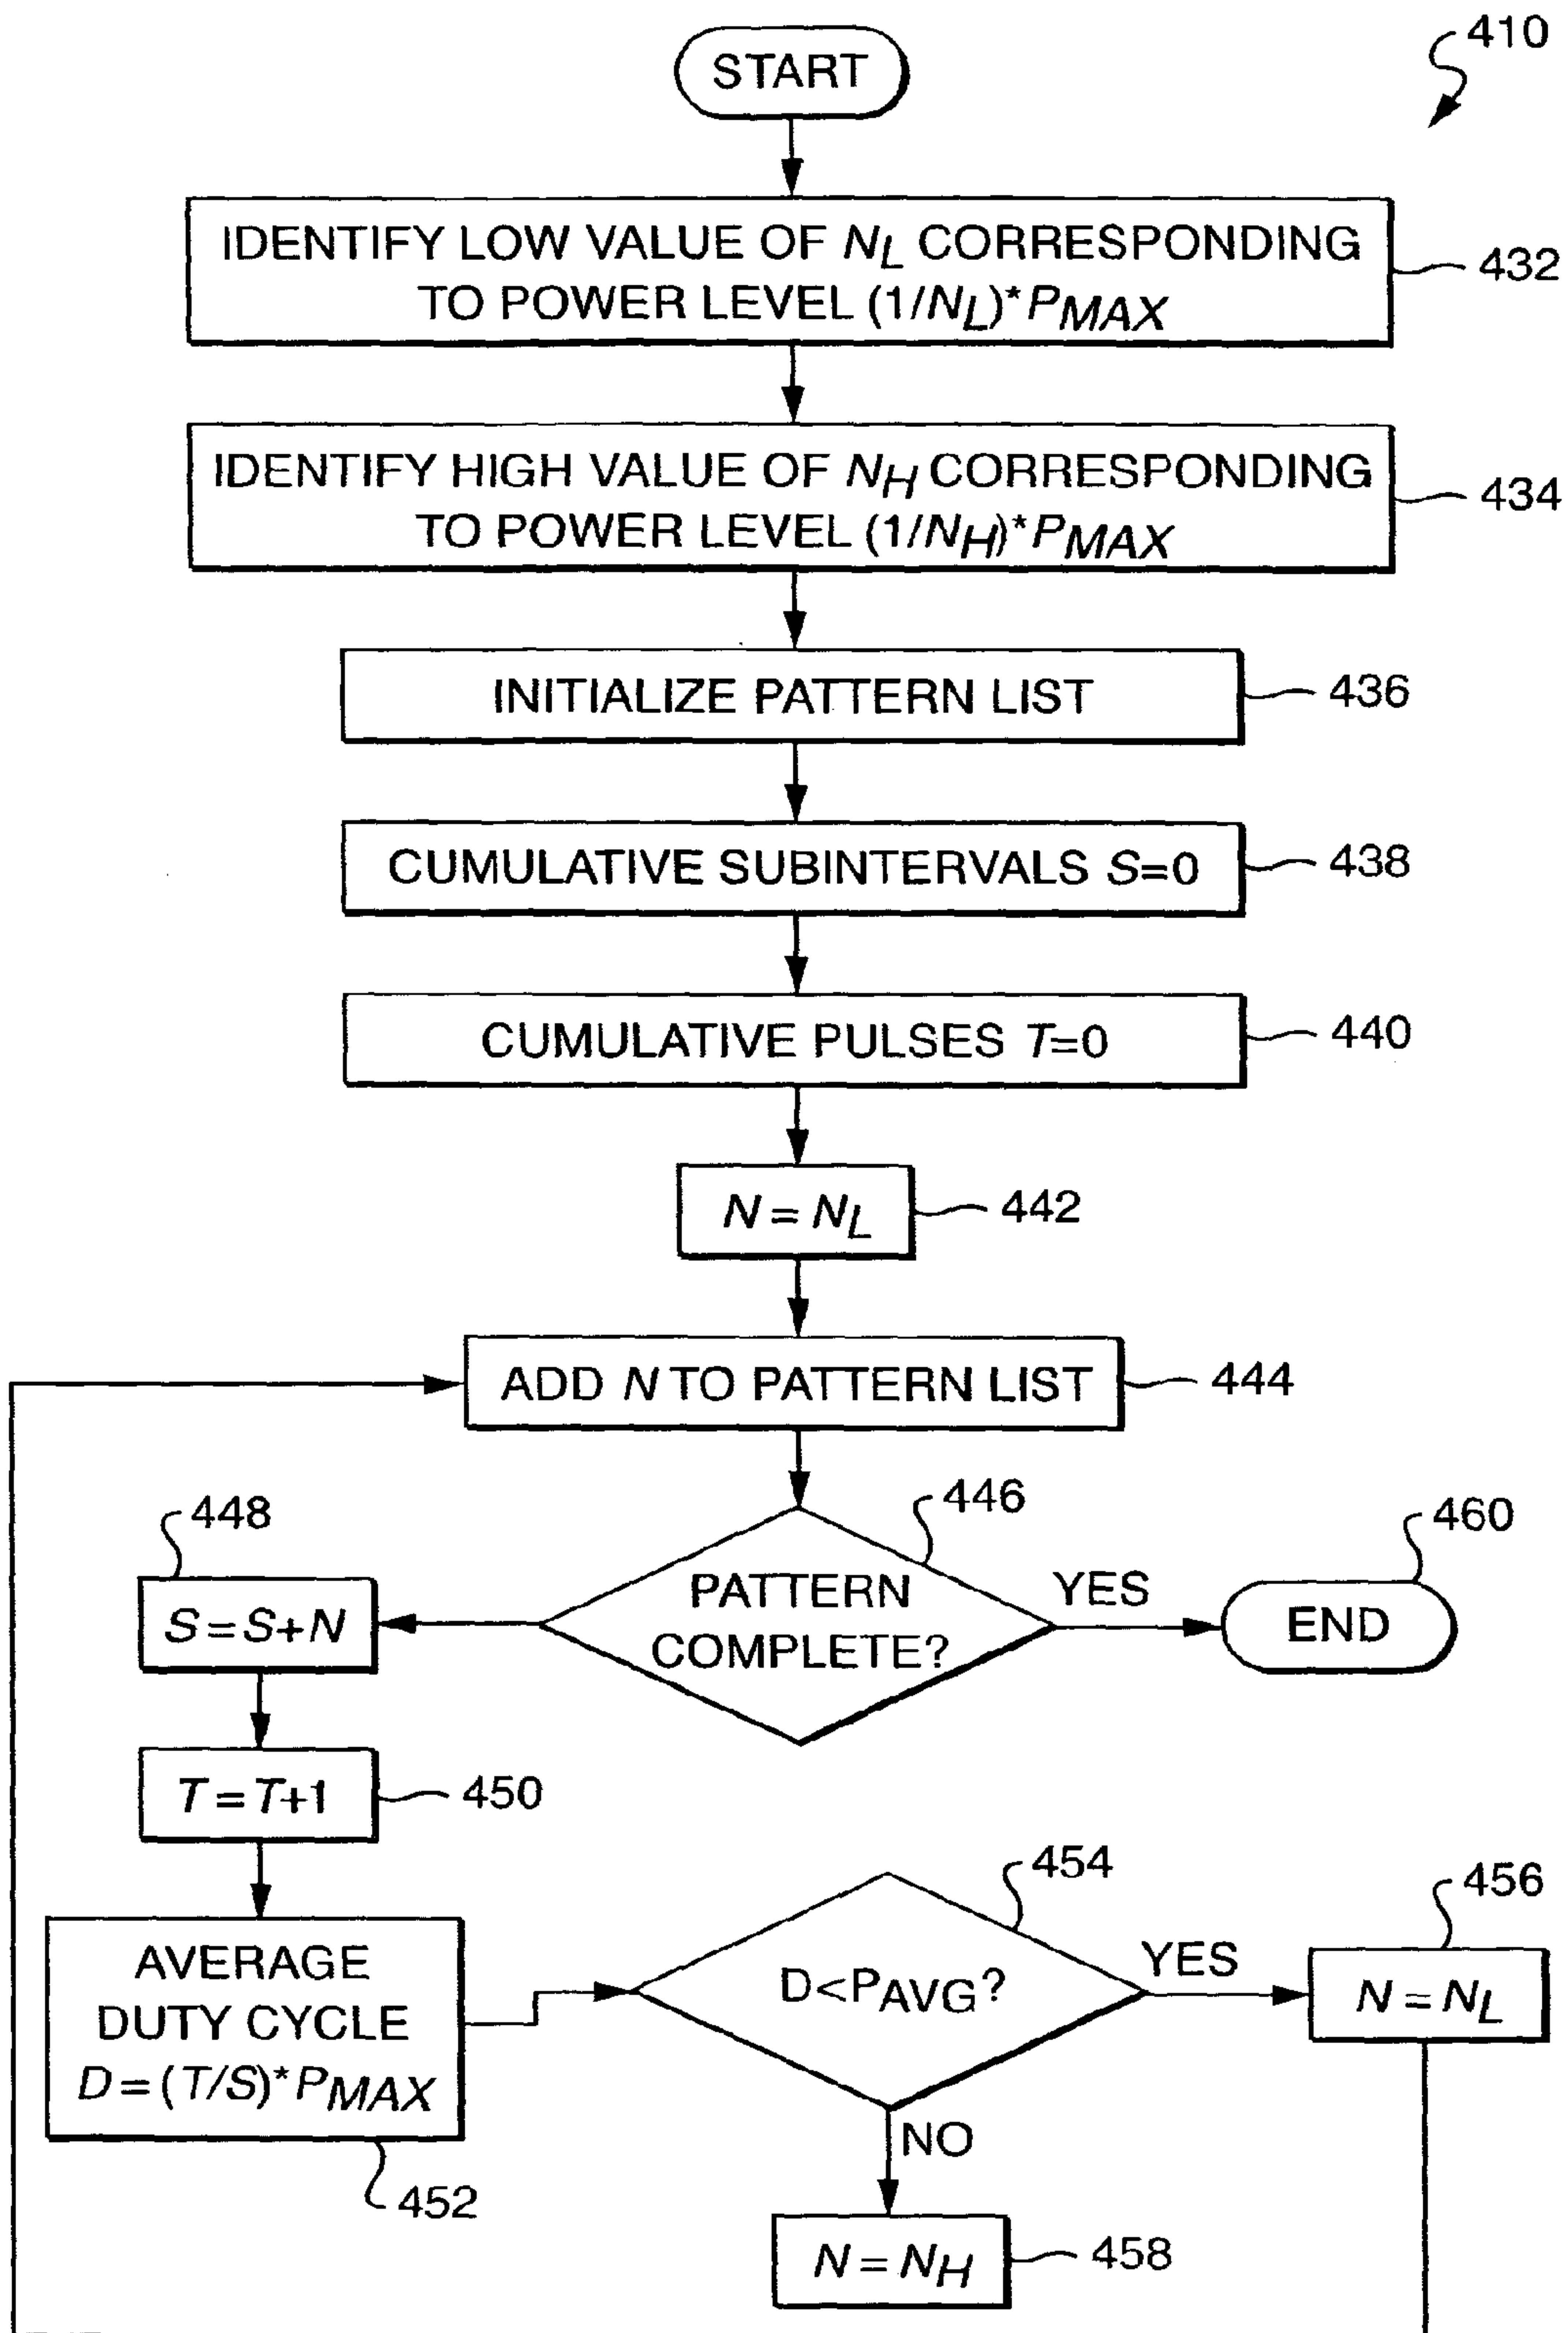 410
START
IDENTIFY LOW VALUE OF NL CORRESPONDING
TO POWER LEVEL (1/NL)*PMAX
432
IDENTIFY HIGH VALUE OF NH CORRESPONDING
TO POWER LEVEL (1/NH)*PMAX
434
INITIALIZE PATTERN LIST
436
CUMULATIVE SUBINTERVALS S=0
438
CUMULATIVE PULSES T=0
440
N = NL
442
ADD N TO PATTERN LIST
444
446
PATTERN
COMPLETE?
YES
460
END
448
S=S+N
T=T+1
450
AVERAGE
DUTY CYCLE
D=(T/S)*PMAX
452
454
D<PAVG?
YES
456
N = NL
NO
N = NH
458